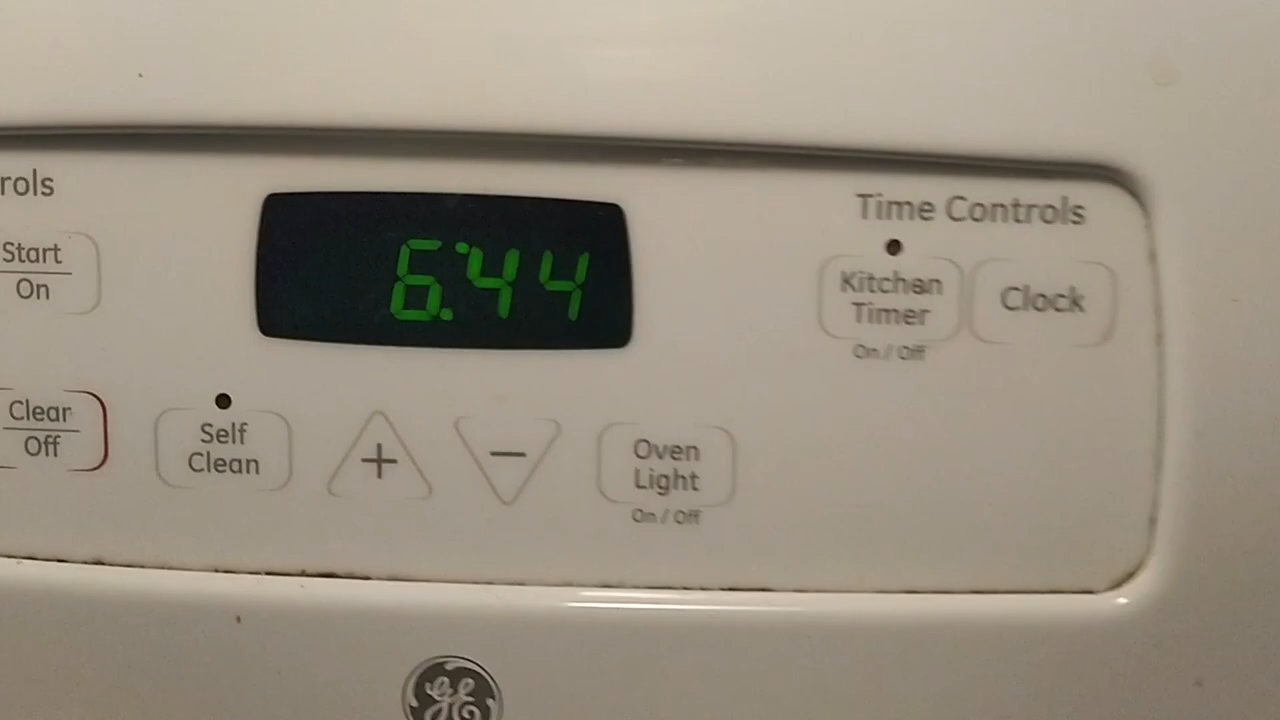 rols
Start
On
6:44
Time Controls
Kitchen
Timer
On / Off
Clock
Clear
Off
Self
Clean
+
−
Oven
Light
On / Off
GE